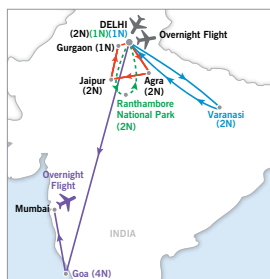 DELHI
(2N)(1N)(1N)
Overnight Flight
Gurgaon (1N)
Jaipur
(2N)
Agra
(2N)
Ranthambore
National Park
(2N)
Varanasi
(2N)
Overnight
Flight
Mumbai
INDIA
Goa (4N)